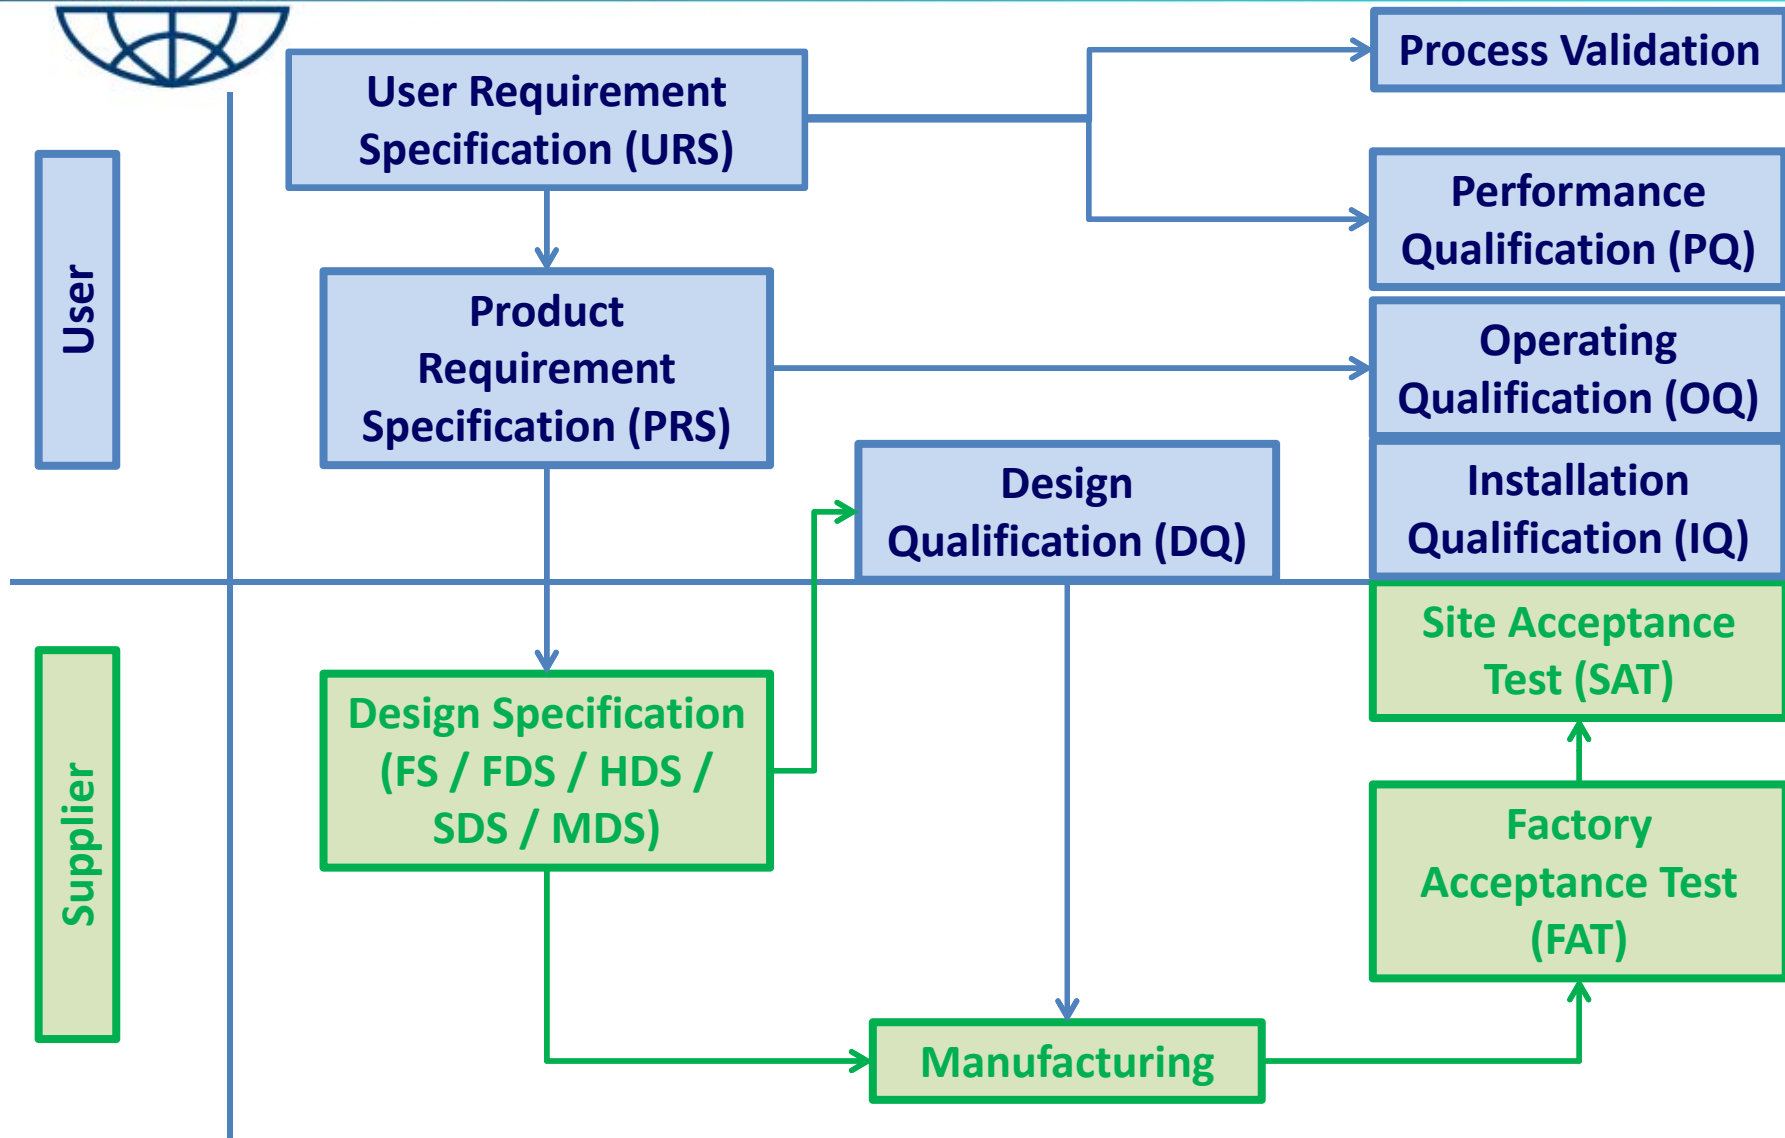 User Requirement
Specification (URS)
Process Validation
Performance
Qualification (PQ)
User
Product
Requirement
Specification (PRS)
Operating
Qualification (OQ)
Design
Qualification (DQ)
Installation
Qualification (IQ)
Supplier
Design Specification
(FS / FDS / HDS /
SDS / MDS)
Site Acceptance
Test (SAT)
Factory
Acceptance Test
(FAT)
Manufacturing